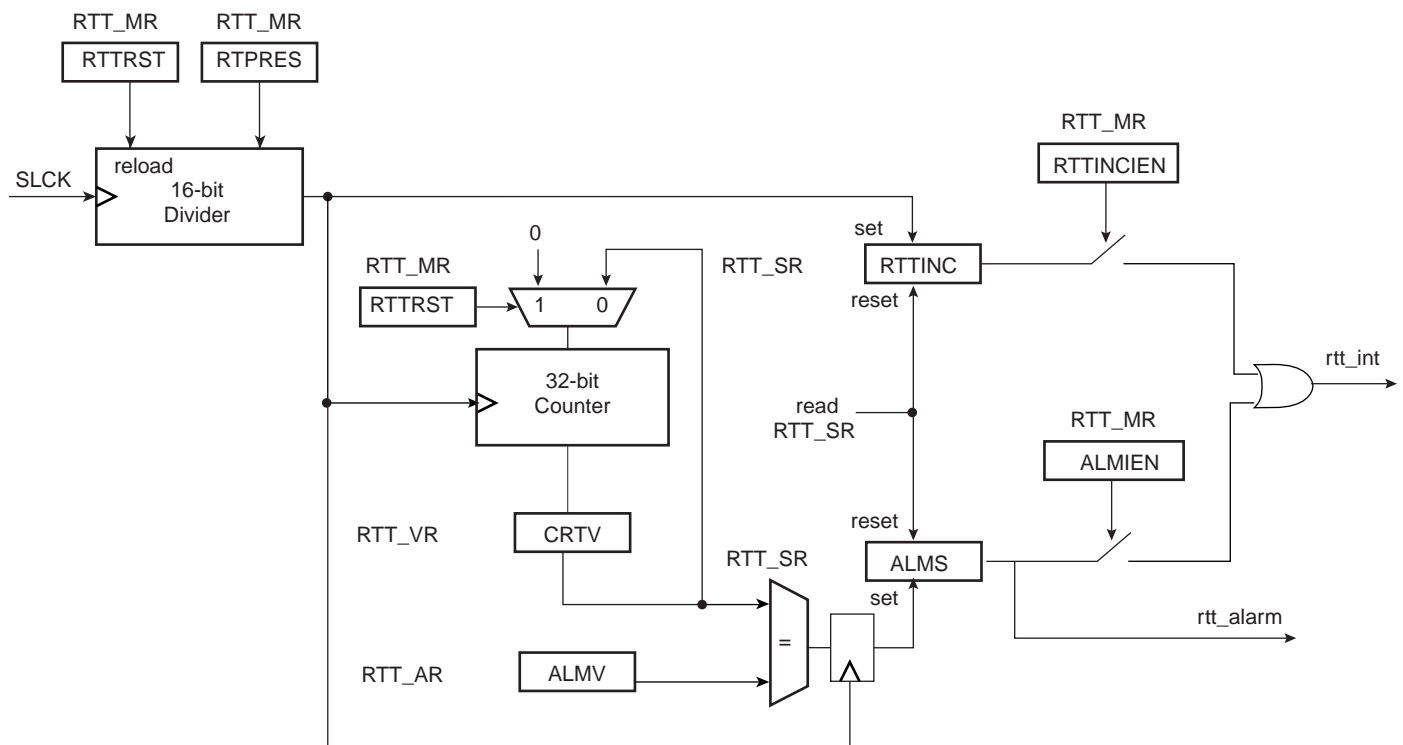 RTT_MR
RTT_MR
RTTRST
RTPRES
RTT_MR
reload
RTTINCIEN
SLCK
16-bit
Divider
set
0
RTT_MR
RTT_SR
RTTINC
RTTRST
1
0
reset
rtt_int
32-bit
Counter
read
RTT_SR
RTT_MR
ALMIEN
reset
RTT_VR
CRTV
RTT_SR
ALMS
set
rtt_alarm
=
RTT_AR
ALMV